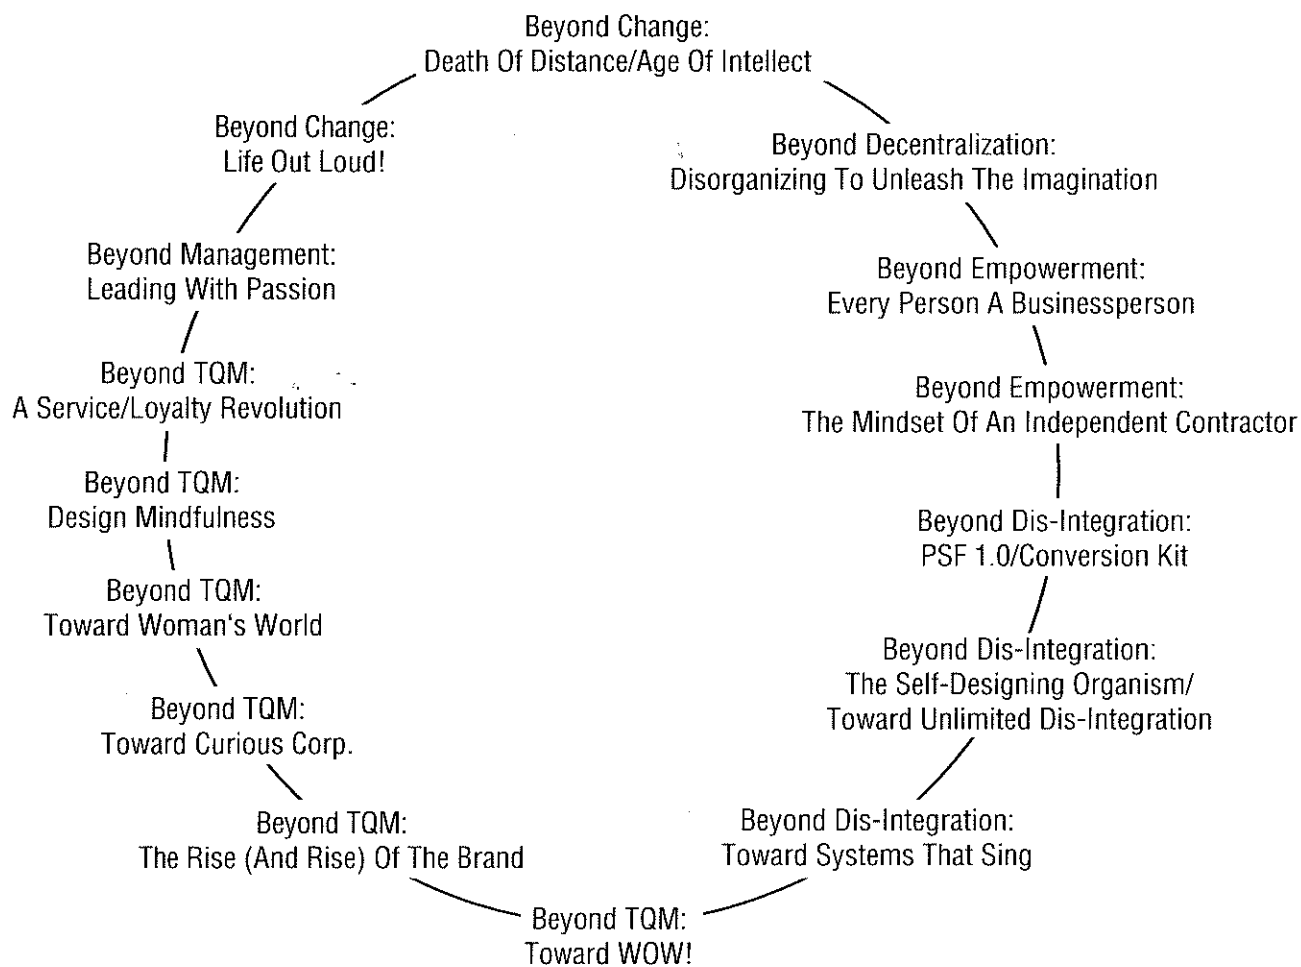 Beyond Change:
Death Of Distance/Age Of Intellect
Beyond Decentralization:
Disorganizing To Unleash The Imagination
Beyond Empowerment:
Every Person A Businessperson
Beyond Empowerment:
The Mindset Of An Independent Contractor
Beyond Dis-Integration:
PSF 1.0/Conversion Kit
Beyond Dis-Integration:
The Self-Designing Organism/
Toward Unlimited Dis-Integration
Beyond Dis-Integration:
Toward Systems That Sing
Beyond TQM:
Toward WOW!
Beyond TQM:
The Rise (And Rise) Of The Brand
Beyond TQM:
Toward Curious Corp.
Beyond TQM:
Toward Woman's World
Beyond TQM:
Design Mindfulness
Beyond TQM:
A Service/Loyalty Revolution
Beyond Management:
Leading With Passion
Beyond Change:
Life Out Loud!